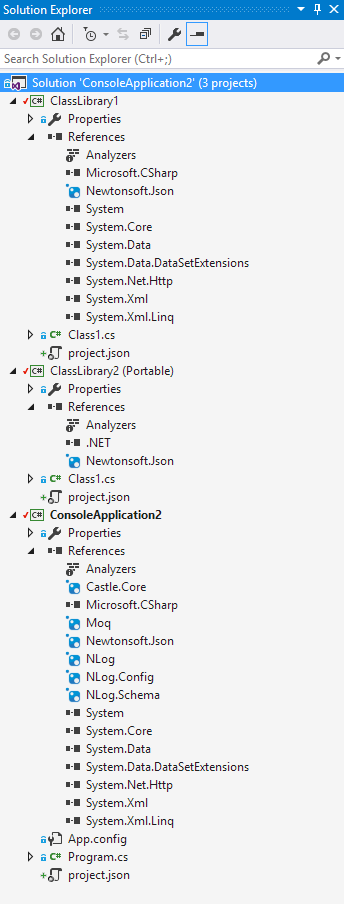 Solution Explorer
Search Solution Explorer (Ctrl+;)
Solution 'ConsoleApplication2' (3 projects)
C# ClassLibrary1
Properties
References
Analyzers
Microsoft.CSharp
Newtonsoft.Json
System
System.Core
System.Data
System.Data.DataSetExtensions
System.Net.Http
System.Xml
System.Xml.Linq
C# Class1.cs
project.json
C# ClassLibrary2 (Portable)
Properties
References
Analyzers
.NET
Newtonsoft.Json
C# Class1.cs
project.json
C# ConsoleApplication2
Properties
References
Analyzers
Castle.Core
Microsoft.CSharp
Moq
Newtonsoft.Json
NLog
NLog.Config
NLog.Schema
System
System.Core
System.Data
System.Data.DataSetExtensions
System.Net.Http
System.Xml
System.Xml.Linq
App.config
C# Program.cs
project.json